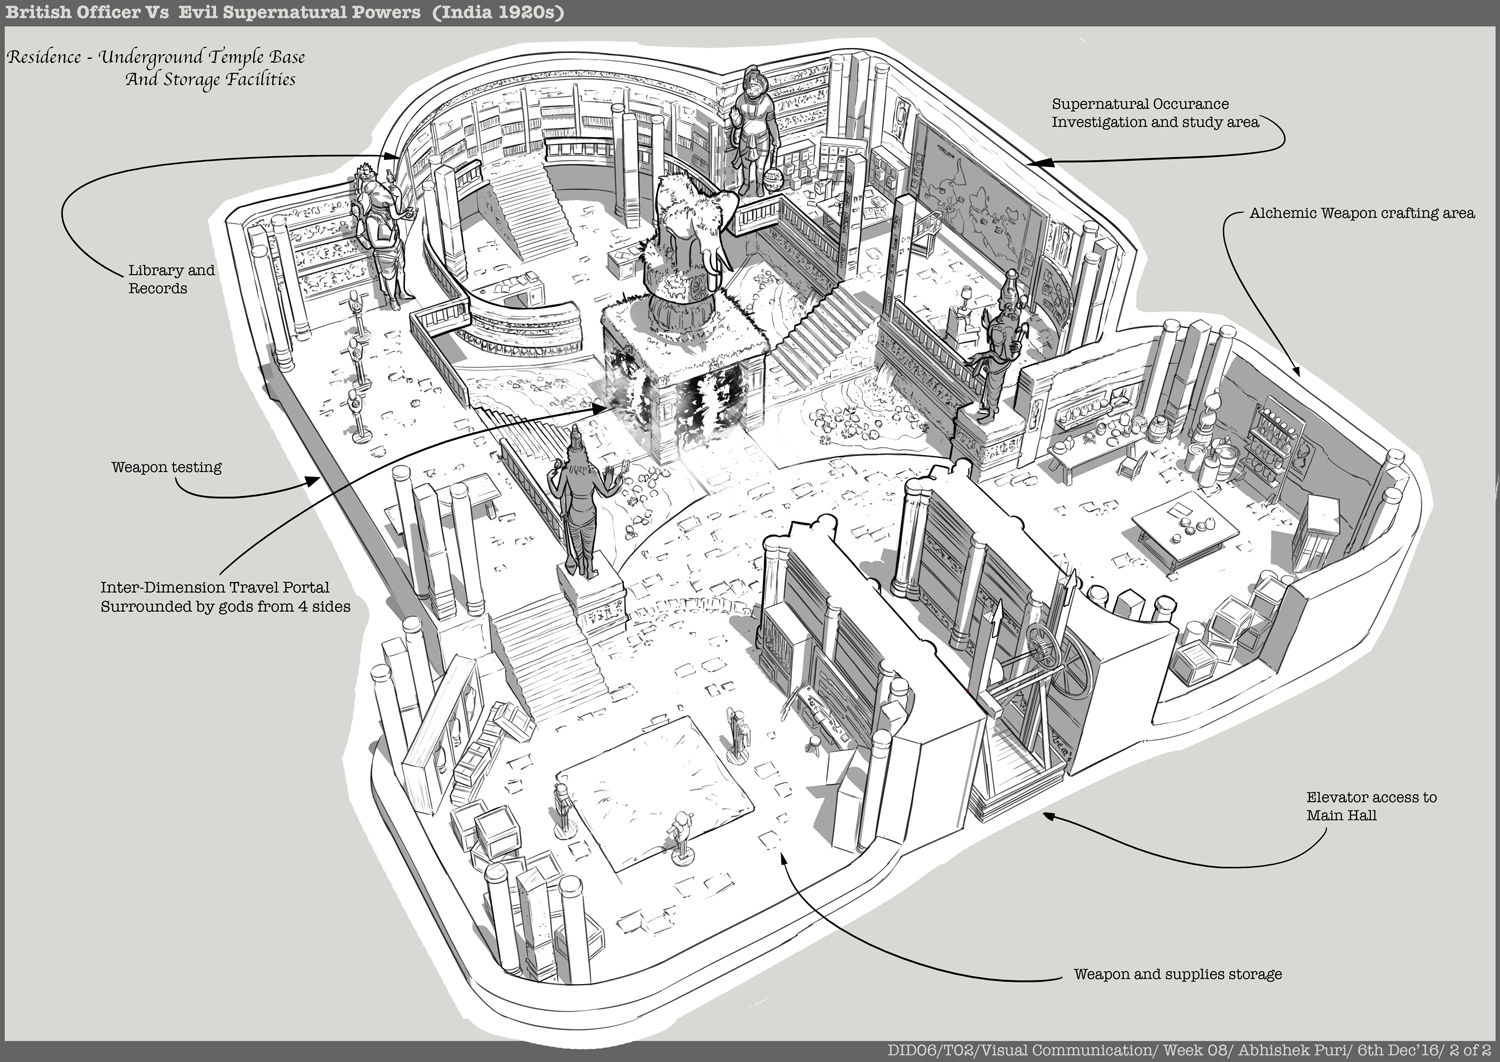 British Officer Vs Evil Supernatural Powers (India 1920s)
Residence - Underground Temple Base
And Storage Facilities
Supernatural Occurance
Investigation and study area
Alchemic Weapon crafting area
Library and
Records
Weapon testing
Inter-Dimension Travel Portal
Surrounded by gods from 4 sides
Elevator access to
Main Hall
Weapon and supplies storage
DID06/T02/Visual Communication/ Week 08/ Abhishek Puri/ 6th Dec'16/ 2 of 2